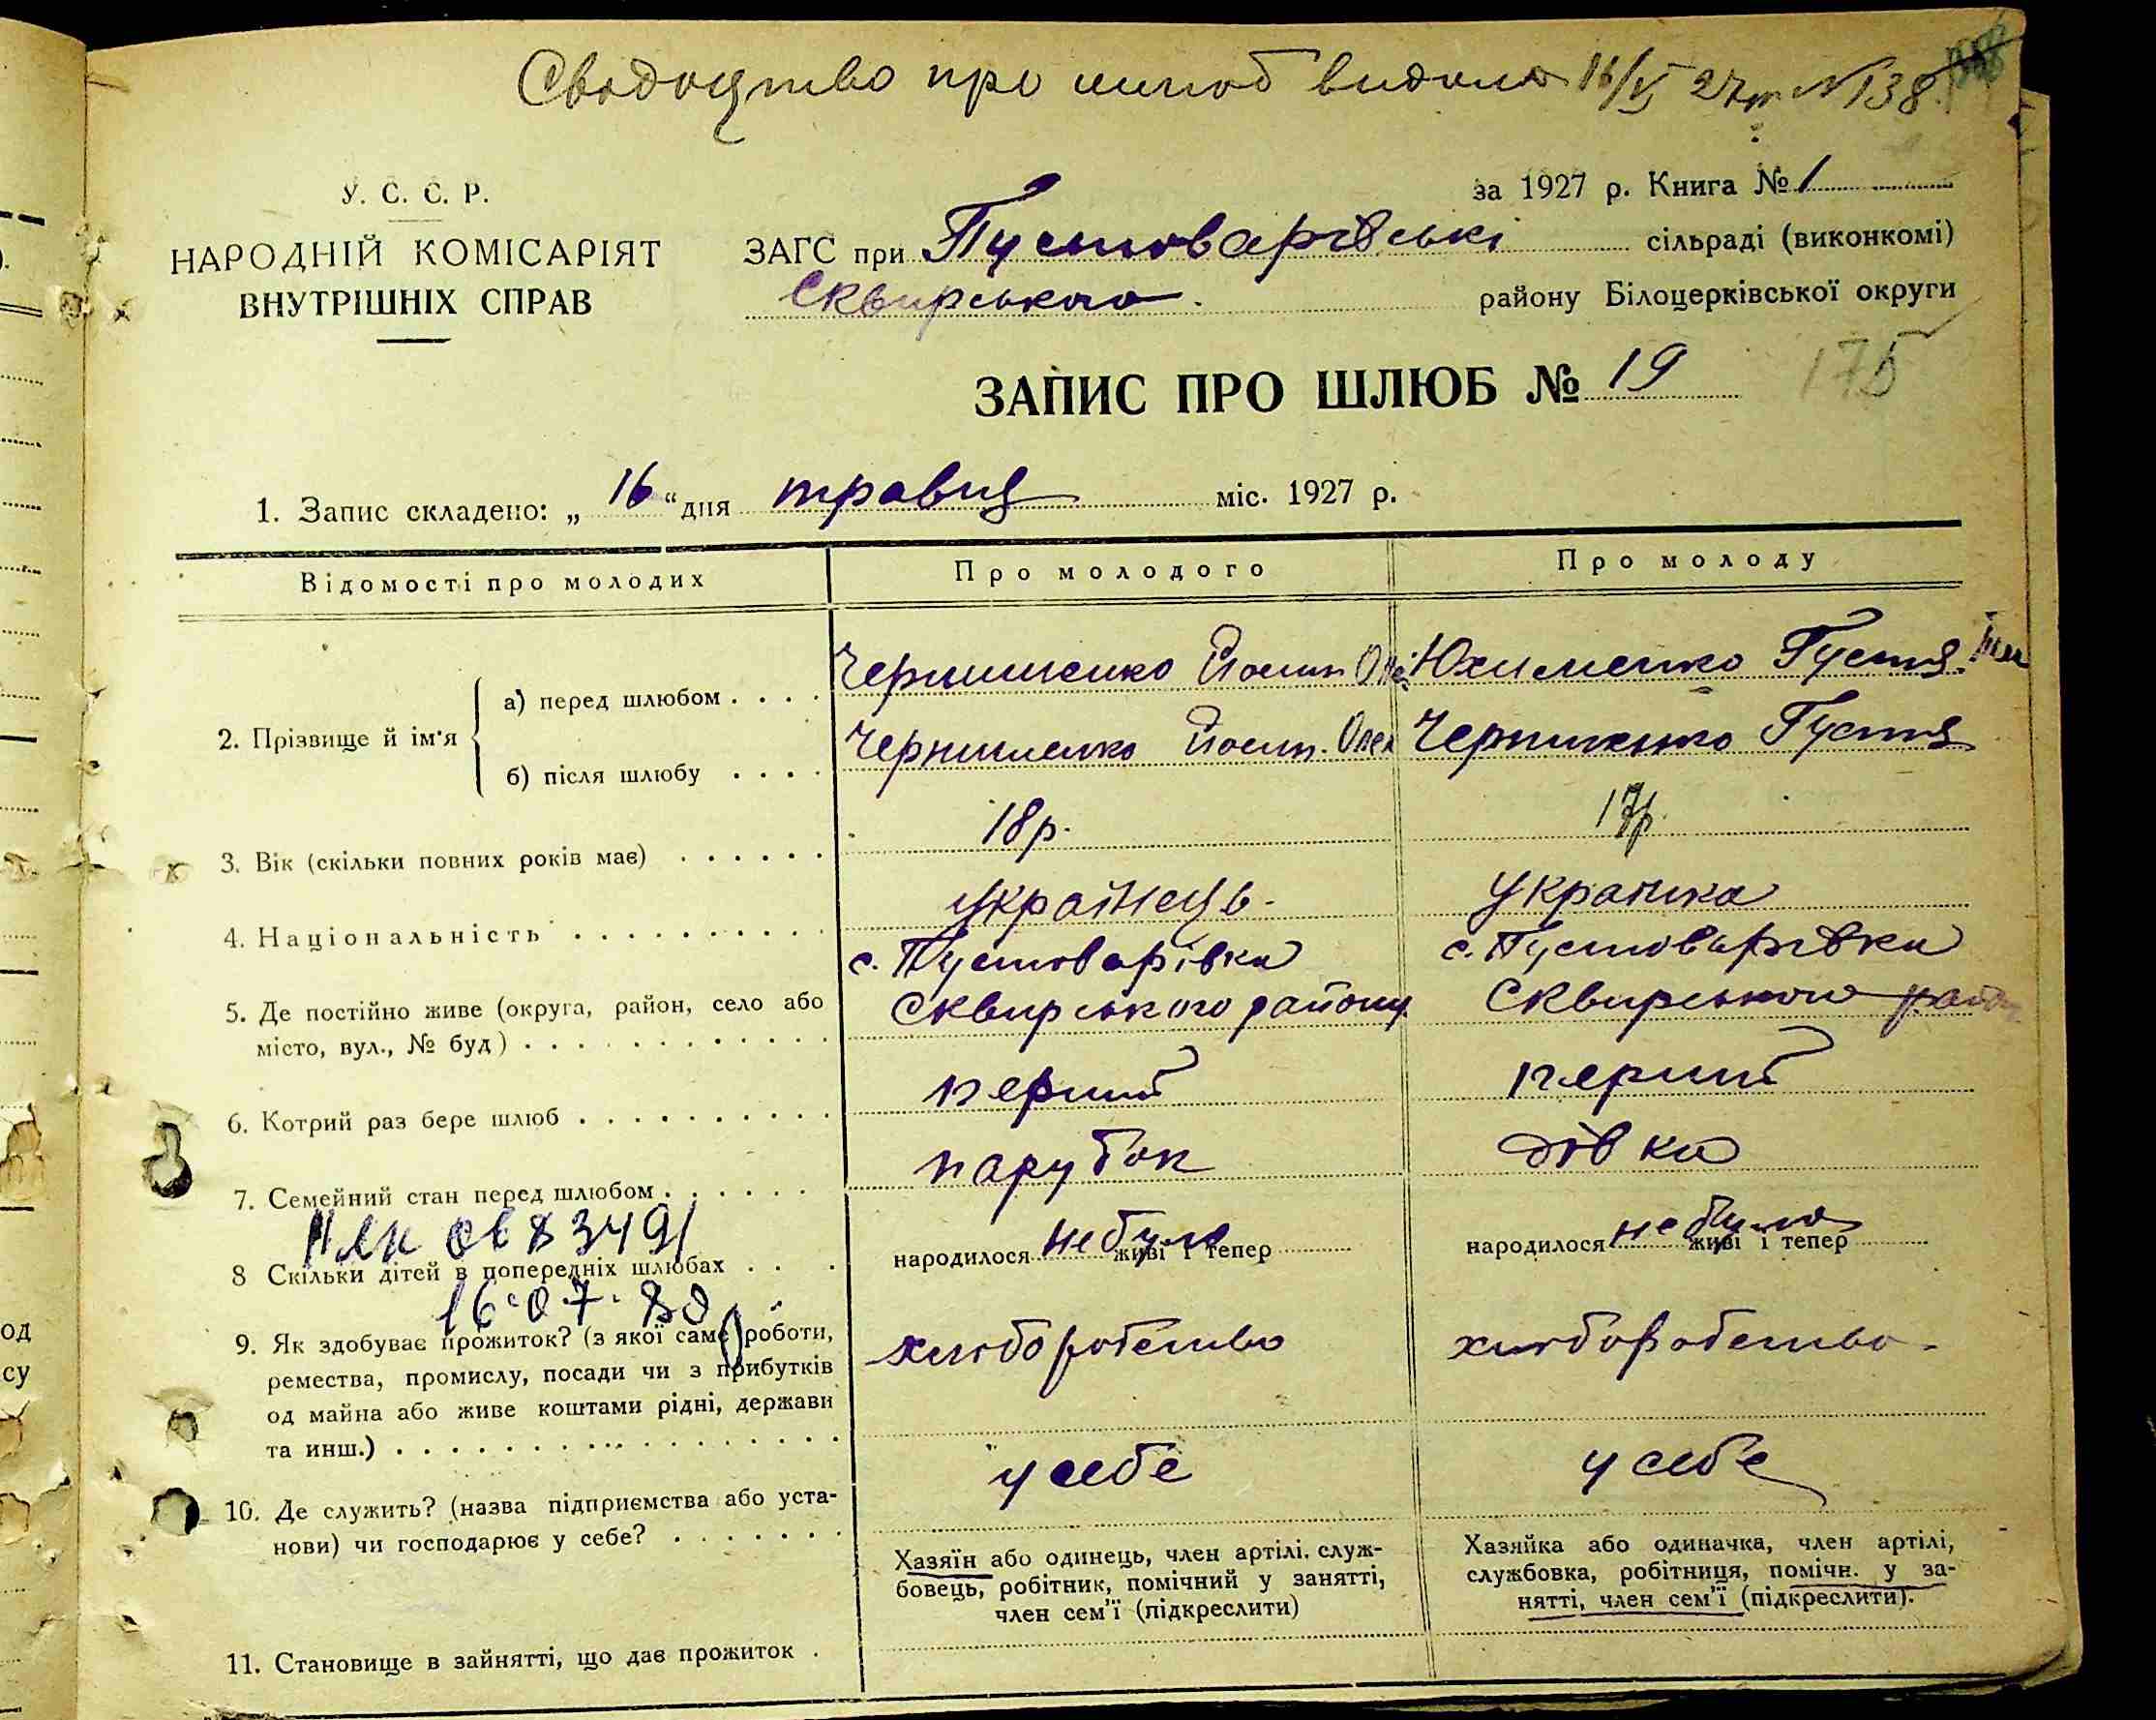 Свідоцтво про шлюб видано 16/V 27р. № 138
за 1927 р. Книга № 1
У. С. С. Р.
НАРОДНІЙ КОМІСАРІЯТ
ВНУТРІШНІХ СПРАВ
ЗАГС при Пустоварівські сільраді (виконкомі)
Сквирського району Білоцерківської округи
ЗАПИС ПРО ШЛЮБ № 19
175
1. Запис складено: „ 16 “ дня травня міс. 1927 р.
Відомості про молодих
Про молодого
Про молоду
2. Прізвище й ім'я
а) перед шлюбом . . . .
Черниненко Йосип Оле
Юхименко Густя
б) після шлюбу . . . .
Черниненко Йосип. Олек
Черниненко Густя
3. Вік (скільки повних років має) . . . . . .
18р.
17р.
4. Національність . . . . . . . . . .
українець.
Українка
5. Де постійно живе (округа, район, село або
місто, вул., № буд) . . . . . . . . . . . . .
с. Пустоварівка
Сквирського району
с. Пустоварівка
Сквирського район
6. Котрий раз бере шлюб . . . . . . . . . .
перший
перший
7. Семейний стан перед шлюбом . . . . . .
парубок
дівка
8 Скільки дітей в попередніх шлюбах . . .
народилося не було живі і тепер
народилося не було живі і тепер
16.07.
9. Як здобуває прожиток? (з якої саме роботи,
ремества, промислу, посади чи з прибутків
од майна або живе коштами рідні, держави
та инш.) . . . . . . . . . . . . . . . . .
хліборобство
хліборобство.
10. Де служить? (назва підприємства або уста-
нови) чи господарює у себе? . . . . . . .
у себе
у себе
Хазяїн або одинець, член артілі, служ-
бовець, робітник, помічний у занятті,
член сем'ї (підкреслити)
Хазяйка або одиначка, член артілі,
службовка, робітниця, помічн. у за-
нятті, член сем'ї (підкреслити).
11. Становище в зайнятті, що дає прожиток .